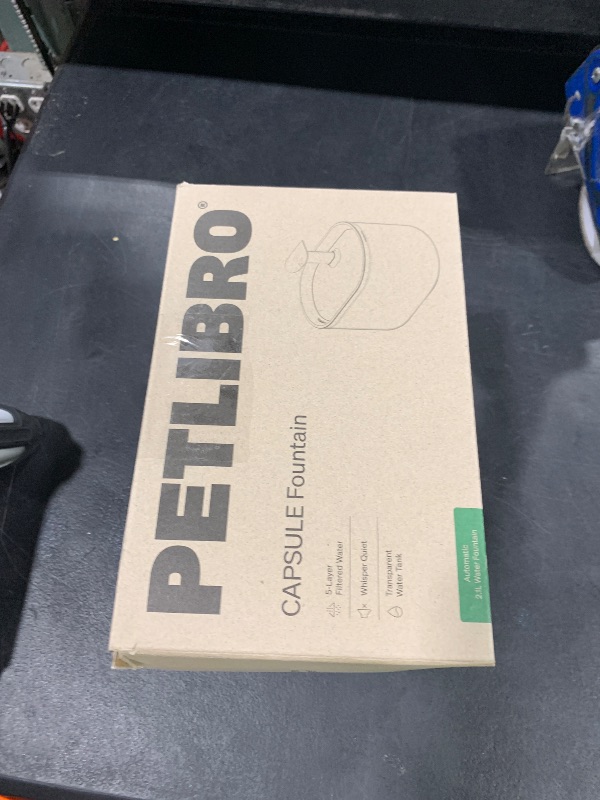 PETLIBRO®
CAPSULE Fountain
5-Layer
Filtered Water
Whisper Quiet
Transparent
Water Tank
Automatic
2.1L Water Fountain